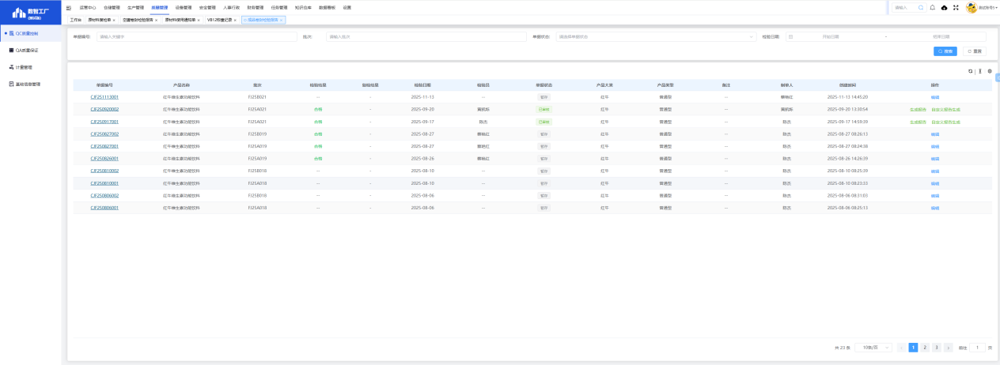 数智工厂
运营中心 仓储管理 生产管理 质量管理 设备管理 安全管理 人事行政 财务管理 任务管理 知识仓库 数据看板 设置
请输入
工作台 原材料复检单 空罐卷封检验报告 原材料使用通知单 VB12称量记录
QC质量控制
QA质量保证
计量管理
基础信息管理
单据编号: 请输入关键字 批次: 请输入批次 单据状态: 请选择单据状态 检验日期: 开始日期 - 结束日期
搜索 重置
单据编号 产品名称 批次 检验结果 检验日期 检验员 单据状态 产品大类 产品类型 备注 制单人 创建时间 操作
CJF251113001 红牛维生素功能饮料 FJ25B021 -- - 2025-11-13 -- 暂存 红牛 普通型 蔡艳红 2025-11-13 14:45:20 编辑
CJF250920002 红牛维生素功能饮料 FJ25A021 合格 - 2025-09-20 已审核 红牛 普通型 2025-09-20 13:30:54 生成报告 自定义报告生成
CJF250917001 红牛维生素功能饮料 FJ25A021 合格 - 2025-09-17 陈杰 已审核 红牛 普通型 陈杰 2025-09-17 14:59:39 生成报告 自定义报告生成
CJF250827002 红牛维生素功能饮料 FJ25B019 合格 - 2025-08-27 蔡艳红 暂存 红牛 普通型 陈杰 2025-08-27 08:26:13 编辑
CJF250827001 红牛维生素功能饮料 FJ25A019 合格 - 2025-08-27 蔡艳红 暂存 红牛 普通型 陈杰 2025-08-27 08:24:38 编辑
CJF250826001 红牛维生素功能饮料 FJ25A019 合格 - 2025-08-26 蔡艳红 暂存 红牛 普通型 陈杰 2025-08-26 14:26:39 编辑
CJF250810002 红牛维生素功能饮料 FJ25B018 -- - 2025-08-10 -- 暂存 红牛 普通型 陈杰 2025-08-10 08:25:39 编辑
CJF250810001 红牛维生素功能饮料 FJ25A018 -- - 2025-08-10 -- 暂存 红牛 普通型 陈杰 2025-08-10 08:23:33 编辑
CJF250806002 红牛维生素功能饮料 FJ25B018 -- - 2025-08-06 -- 暂存 红牛 普通型 陈杰 2025-08-06 08:31:03 编辑
CJF250806001 红牛维生素功能饮料 FJ25A018 -- - 2025-08-06 -- 暂存 红牛 普通型 陈杰 2025-08-06 08:25:13 编辑
共 23 条 10条/页 1 2 3 前往 1 页